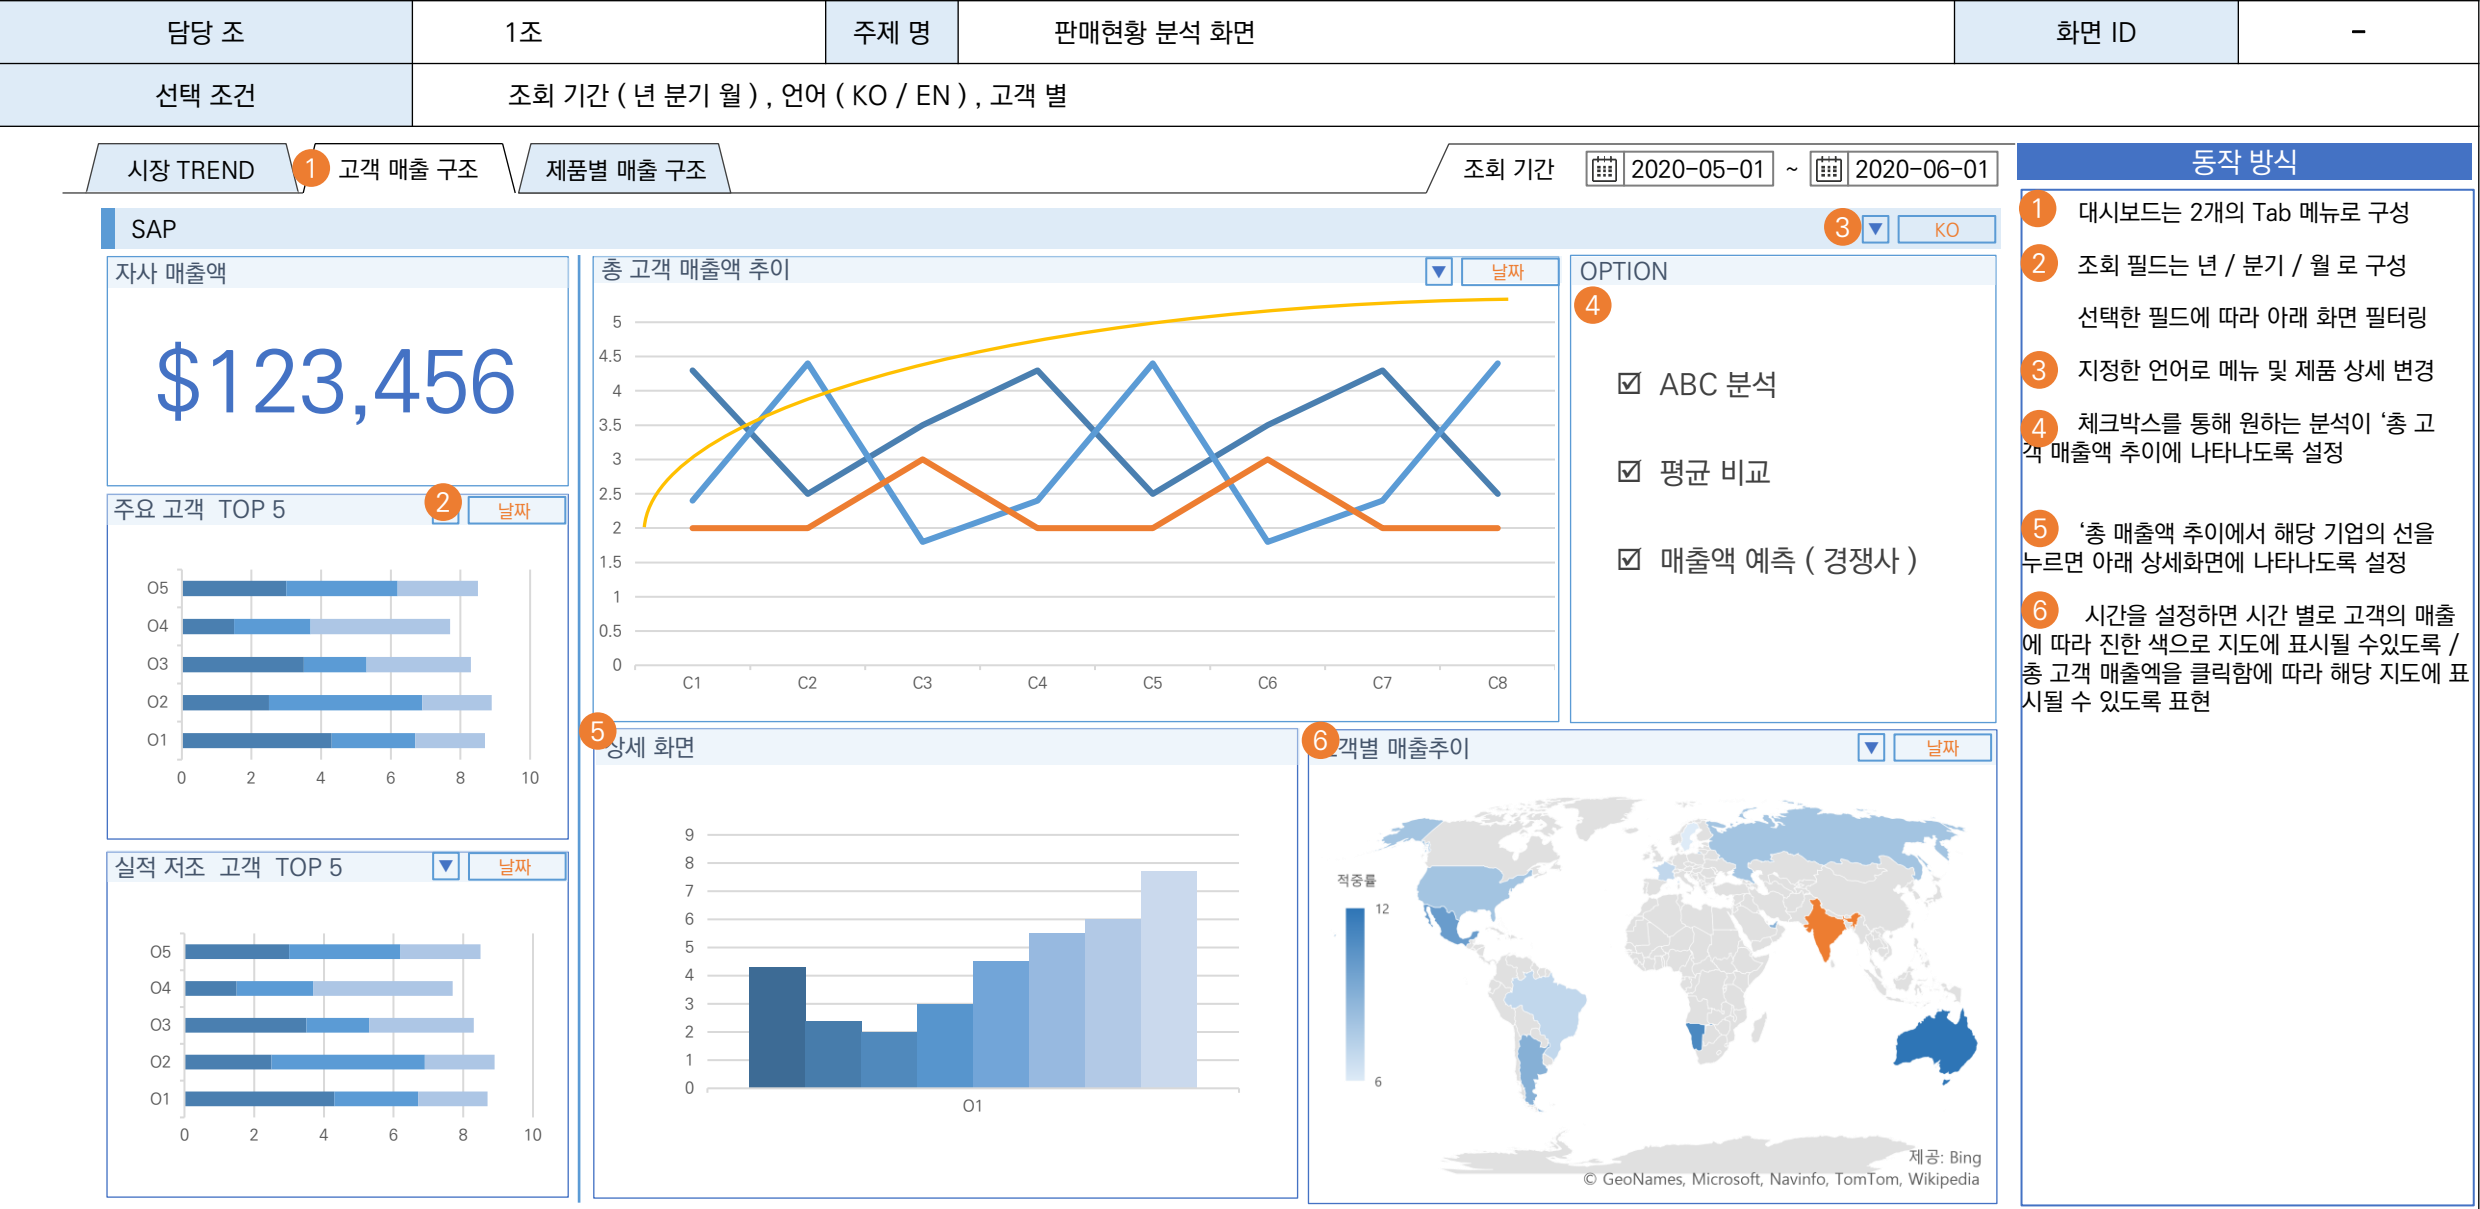 담당 조 1조 주제 명 판매현황 분석 화면 화면 ID -
선택 조건 조회 기간 ( 년 분기 월 ) , 언어 ( KO / EN ) , 고객 별
시장 TREND 1 고객 매출 구조 제품별 매출 구조 조회 기간 2020-05-01 ~ 2020-06-01
SAP 3 ▼ KO
자사 매출액
$123,456
주요 고객 TOP 5 2 날짜
O5
O4
O3
O2
O1
0 2 4 6 8 10
실적 저조 고객 TOP 5 ▼ 날짜
O5
O4
O3
O2
O1
0 2 4 6 8 10
총 고객 매출액 추이 ▼ 날짜
5
4.5
4
3.5
3
2.5
2
1.5
1
0.5
0
C1 C2 C3 C4 C5 C6 C7 C8
OPTION
4
☑ ABC 분석
☑ 평균 비교
☑ 매출액 예측 ( 경쟁사 )
5 상세 화면
9
8
7
6
5
4
3
2
1
0
O1
6 고객별 매출추이 ▼ 날짜
적중률
12
6
제공: Bing
© GeoNames, Microsoft, Navinfo, TomTom, Wikipedia
동작 방식
1 대시보드는 2개의 Tab 메뉴로 구성
2 조회 필드는 년 / 분기 / 월 로 구성
선택한 필드에 따라 아래 화면 필터링
3 지정한 언어로 메뉴 및 제품 상세 변경
4 체크박스를 통해 원하는 분석이 ‘총 고
객 매출액 추이에 나타나도록 설정
5 ‘총 매출액 추이에서 해당 기업의 선을
누르면 아래 상세화면에 나타나도록 설정
6 시간을 설정하면 시간 별로 고객의 매출
에 따라 진한 색으로 지도에 표시될 수있도록 /
총 고객 매출엑을 클릭함에 따라 해당 지도에 표
시될 수 있도록 표현